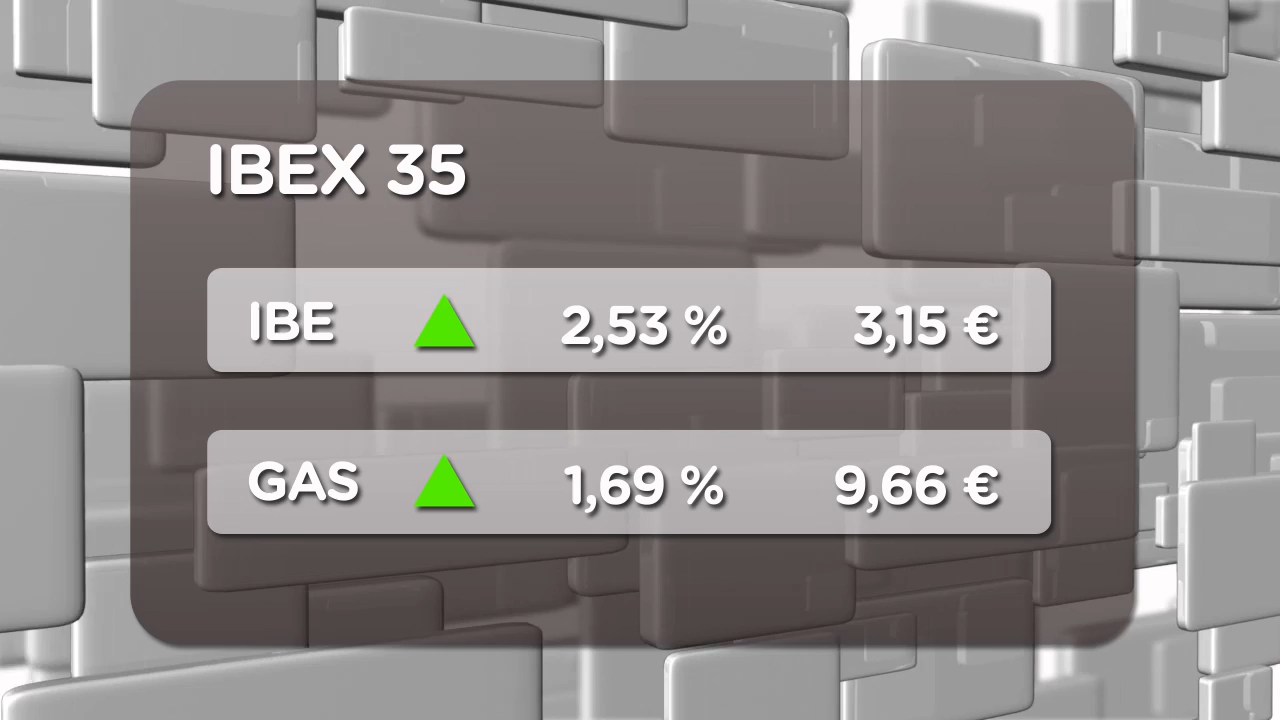 IBEX 35
IBE 2,53 % 3,15 €
GAS 1,69 % 9,66 €